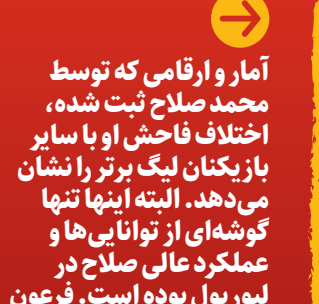 آمار و ارقامی که توسط
محمد صلاح ثبت شده،
اختلاف فاحش او با سایر
بازیکنان لیگ برتر را نشان
می‌دهد. البته اینها تنها
گوشه‌ای از توانایی‌ها و
عملکرد عالی صلاح در
لیورپول بوده است. فرعون